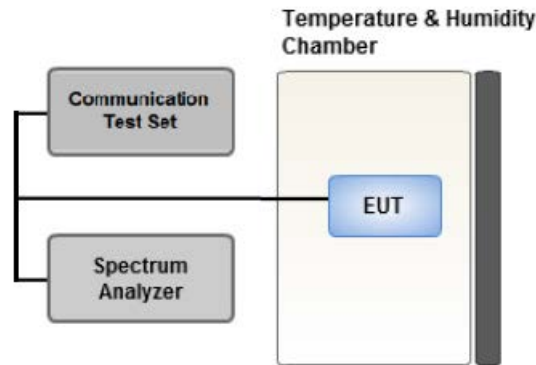 Temperature & Humidity
Chamber
Communication
Test Set
EUT
Spectrum
Analyzer